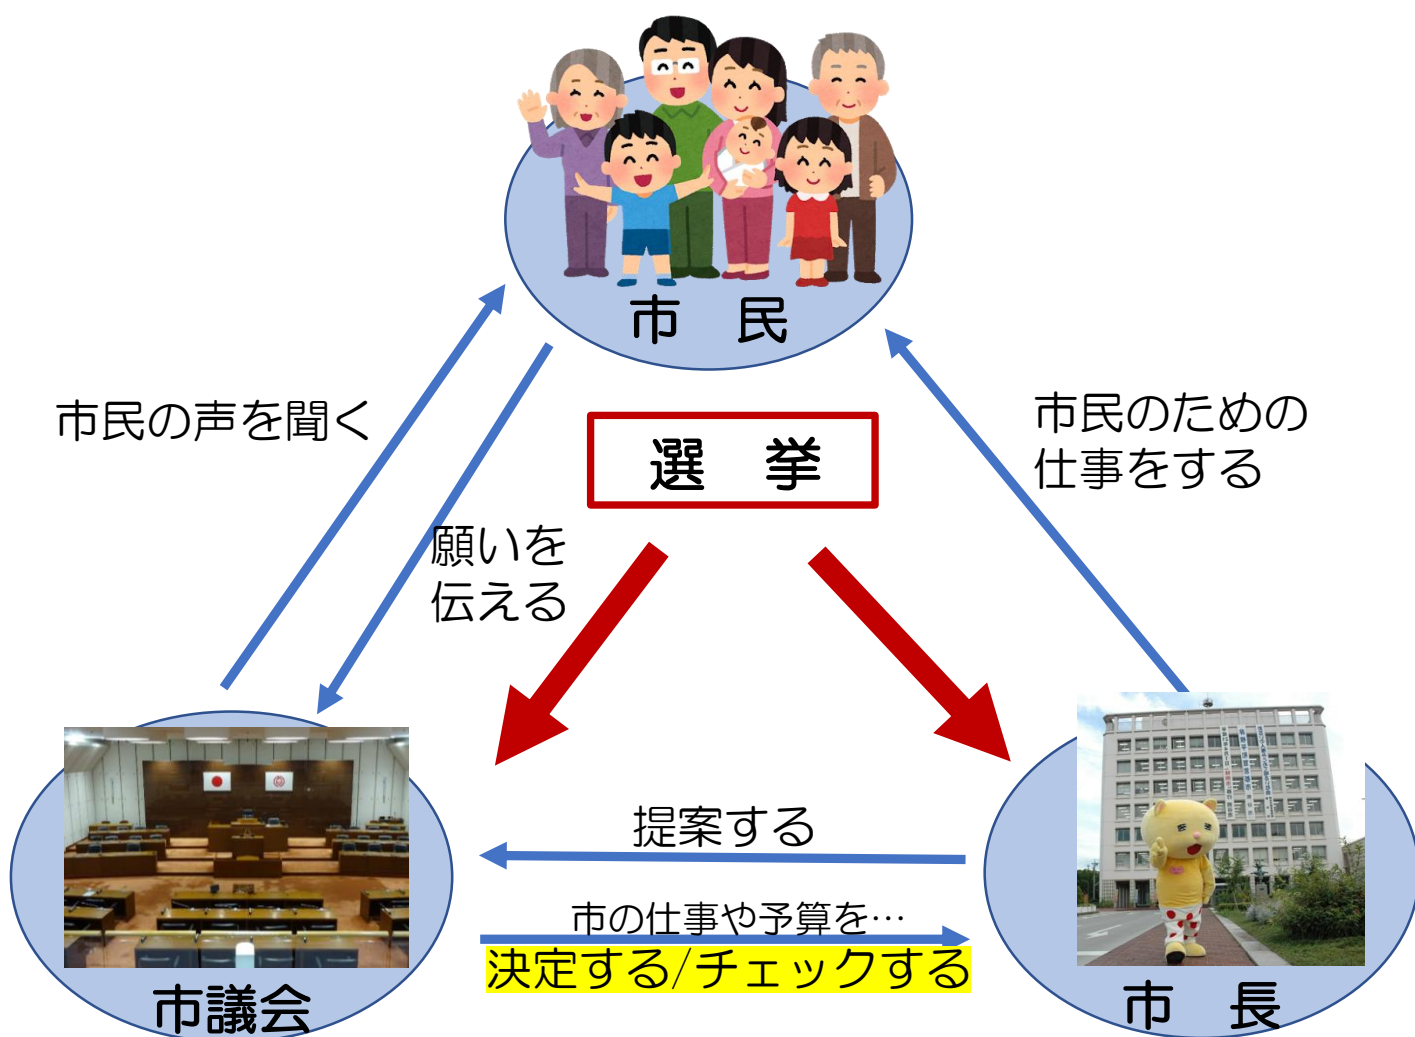 市　民
市民の声を聞く
市民のための
仕事をする
選　挙
願いを
伝える
提案する
市の仕事や予算を…
決定する/チェックする
市議会
市　長